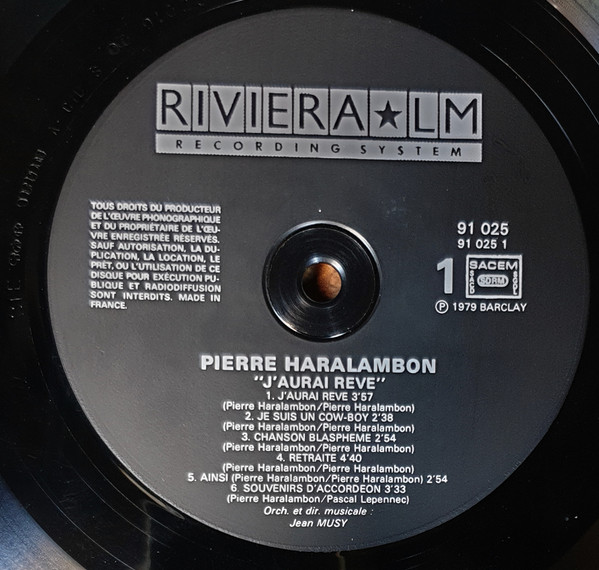 RIVIERA★LM
RECORDING SYSTEM
TOUS DROITS DU PRODUCTEUR
DE L'ŒUVRE PHONOGRAPHIQUE
ET DU PROPRIÉTAIRE DE L'ŒU-
VRE ENREGISTRÉE RÉSERVÉS.
SAUF AUTORISATION, LA DU-
PLICATION, LA LOCATION, LE
PRÊT, OU L'UTILISATION DE CE
DISQUE POUR EXÉCUTION PU-
BLIQUE ET RADIODIFFUSION
SONT INTERDITS. MADE IN
FRANCE.
91 025
91 025 1
1
SACEM
SACD
SDRM
SGDL
℗ 1979 BARCLAY
PIERRE HARALAMBON
"J'AURAI REVE"
1. J'AURAI REVE 3'57
(Pierre Haralambon/Pierre Haralambon)
2. JE SUIS UN COW-BOY 2'38
(Pierre Haralambon/Pierre Haralambon)
3. CHANSON BLASPHEME 2'54
(Pierre Haralambon/Pierre Haralambon)
4. RETRAITE 4'40
(Pierre Haralambon/Pierre Haralambon)
5. AINSI (Pierre Haralambon/Pierre Haralambon) 2'54
6 SOUVENIRS D'ACCORDEON 3'33
(Pierre Haralambon/Pascal Lepennec)
Orch. et dir. musicale :
Jean MUSY